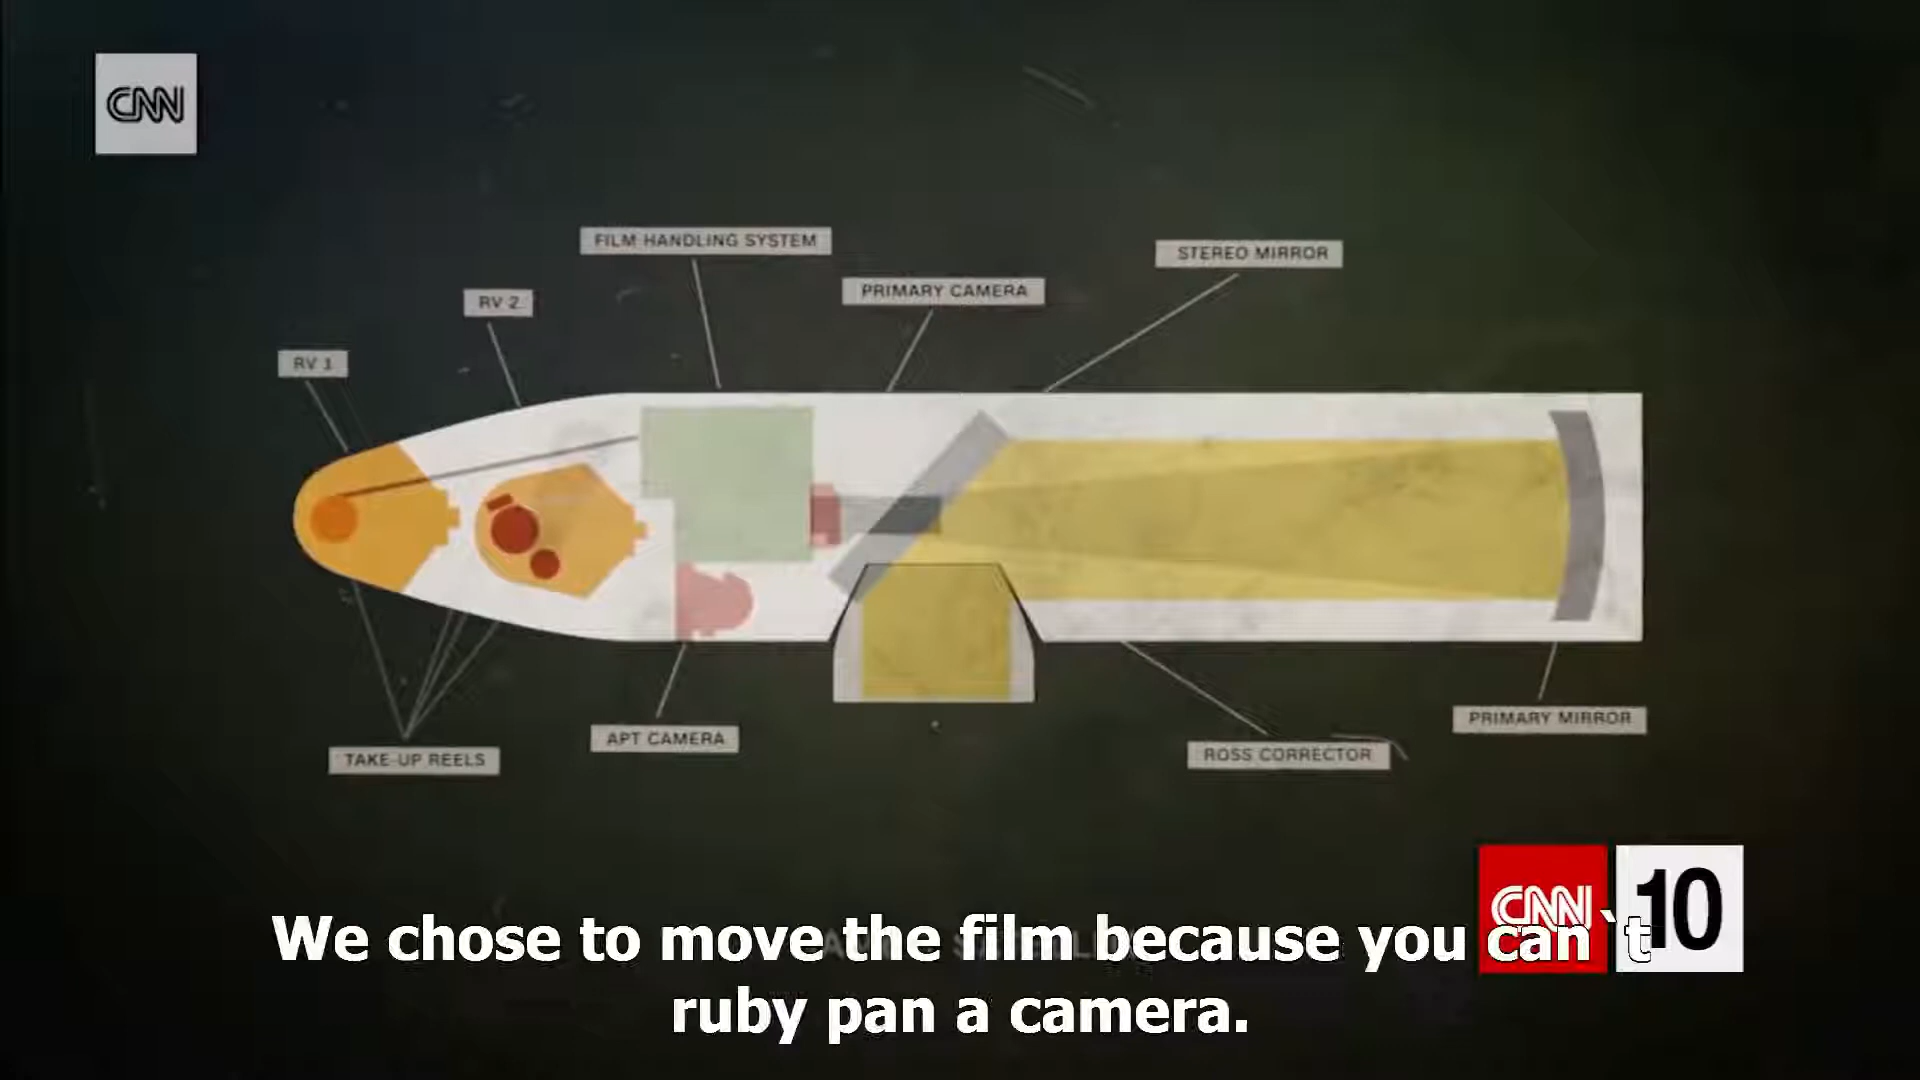 CNN
FILM HANDLING SYSTEM
STEREO MIRROR
PRIMARY CAMERA
RV 2
RV 1
PRIMARY MIRROR
APT CAMERA
ROSS CORRECTOR
TAKE-UP REELS
CNN 10
We chose to move the film because you can`t
ruby pan a camera.